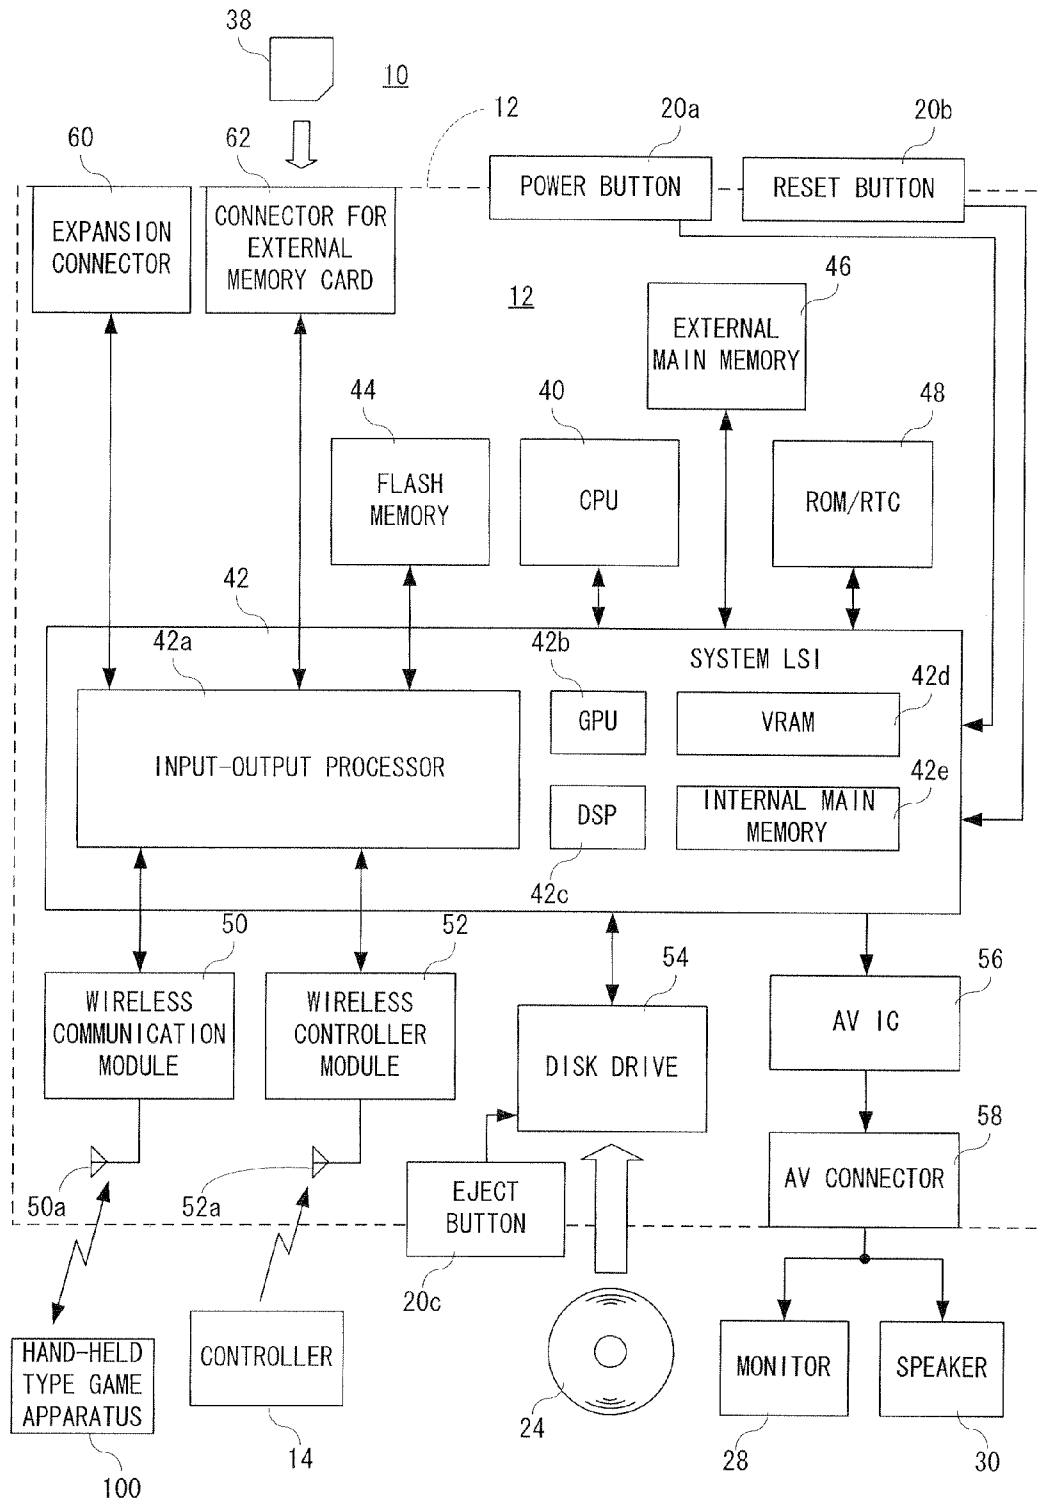 38
10
12
20a
20b
60
62
POWER BUTTON
RESET BUTTON
EXPANSION
CONNECTOR
CONNECTOR FOR
EXTERNAL
MEMORY CARD
12
46
EXTERNAL
MAIN MEMORY
44
40
48
FLASH
MEMORY
CPU
ROM/RTC
42
42a
42b
SYSTEM LSI
42d
GPU
VRAM
INPUT-OUTPUT PROCESSOR
42e
DSP
INTERNAL MAIN
MEMORY
42c
50
52
54
56
WIRELESS
COMMUNICATION
MODULE
WIRELESS
CONTROLLER
MODULE
DISK DRIVE
AV IC
58
50a
52a
EJECT
BUTTON
AV CONNECTOR
20c
HAND-HELD
TYPE GAME
APPARATUS
CONTROLLER
MONITOR
SPEAKER
24
100
14
28
30